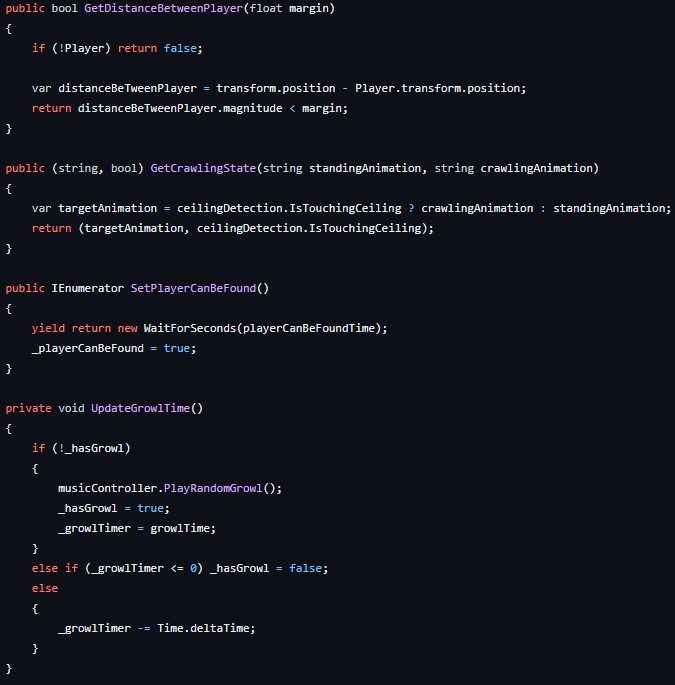 public bool GetDistanceBetweenPlayer(float margin)
{
    if (!Player) return false;

    var distanceBeTweenPlayer = transform.position - Player.transform.position;
    return distanceBeTweenPlayer.magnitude < margin;
}

public (string, bool) GetCrawlingState(string standingAnimation, string crawlingAnimation)
{
    var targetAnimation = ceilingDetection.IsTouchingCeiling ? crawlingAnimation : standingAnimation;
    return (targetAnimation, ceilingDetection.IsTouchingCeiling);
}

public IEnumerator SetPlayerCanBeFound()
{
    yield return new WaitForSeconds(playerCanBeFoundTime);
    _playerCanBeFound = true;
}

private void UpdateGrowlTime()
{
    if (!_hasGrowl)
    {
        musicController.PlayRandomGrowl();
        _hasGrowl = true;
        _growlTimer = growlTime;
    }
    else if (_growlTimer <= 0) _hasGrowl = false;
    else
    {
        _growlTimer -= Time.deltaTime;
    }
}